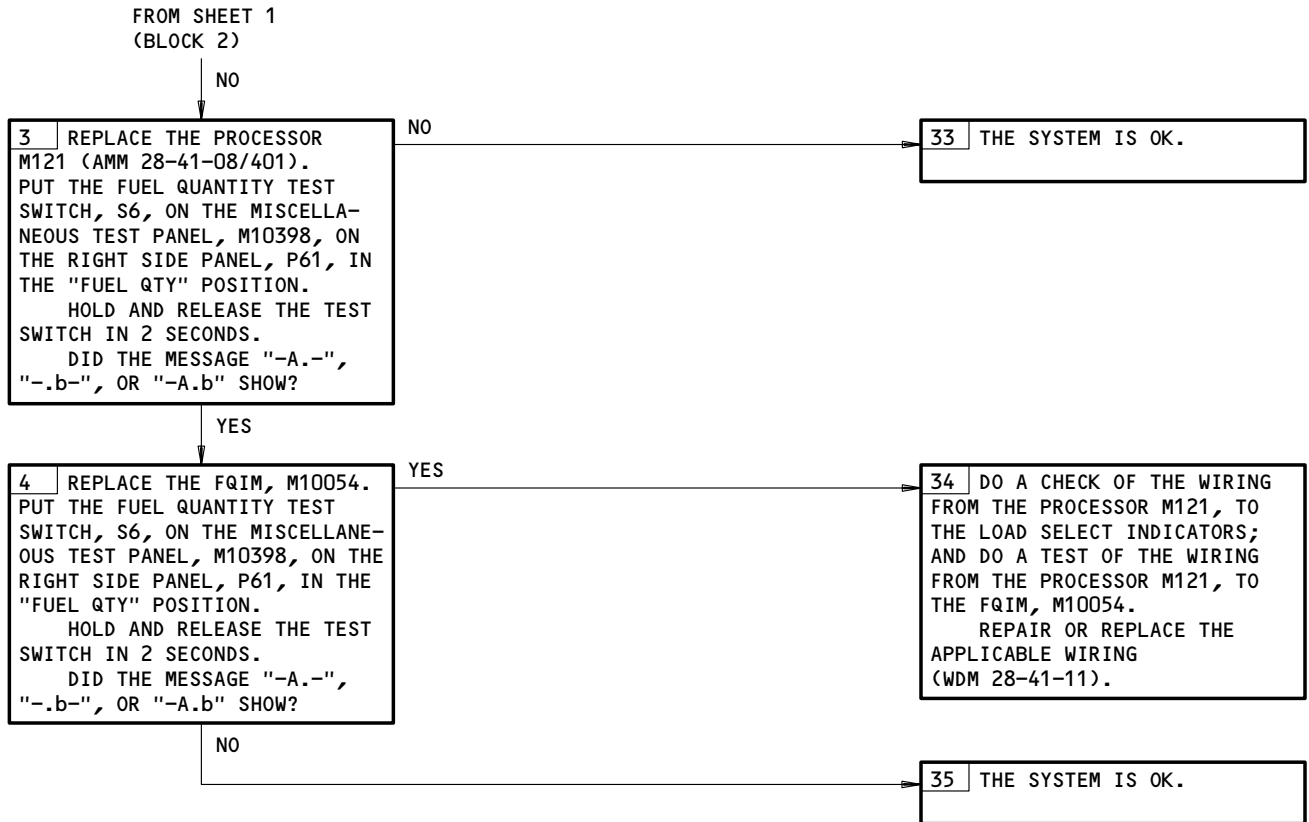 FROM SHEET 1
(BLOCK 2)
NO
3 REPLACE THE PROCESSOR
M121 (AMM 28-41-08/401).
PUT THE FUEL QUANTITY TEST
SWITCH, S6, ON THE MISCELLA-
NEOUS TEST PANEL, M10398, ON
THE RIGHT SIDE PANEL, P61, IN
THE "FUEL QTY" POSITION.
HOLD AND RELEASE THE TEST
SWITCH IN 2 SECONDS.
DID THE MESSAGE "-A.-",
"-.b-", OR "-A.b" SHOW?
NO
33 THE SYSTEM IS OK.
YES
4 REPLACE THE FQIM, M10054.
PUT THE FUEL QUANTITY TEST
SWITCH, S6, ON THE MISCELLANE-
OUS TEST PANEL, M10398, ON THE
RIGHT SIDE PANEL, P61, IN THE
"FUEL QTY" POSITION.
HOLD AND RELEASE THE TEST
SWITCH IN 2 SECONDS.
DID THE MESSAGE "-A.-",
"-.b-", OR "-A.b" SHOW?
YES
34 DO A CHECK OF THE WIRING
FROM THE PROCESSOR M121, TO
THE LOAD SELECT INDICATORS;
AND DO A TEST OF THE WIRING
FROM THE PROCESSOR M121, TO
THE FQIM, M10054.
REPAIR OR REPLACE THE
APPLICABLE WIRING
(WDM 28-41-11).
NO
35 THE SYSTEM IS OK.